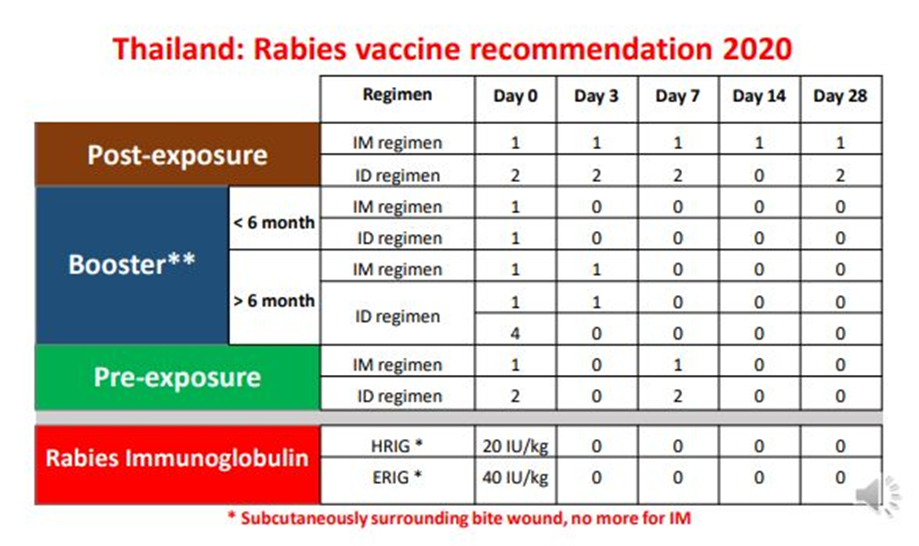 Thailand: Rabies vaccine recommendation 2020
Regimen Day 0 Day 3 Day 7 Day 14 Day 28
Post-exposure
IM regimen 1 1 1 1 1
ID regimen 2 2 2 0 2
Booster**
< 6 month
IM regimen 1 0 0 0 0
ID regimen 1 0 0 0 0
> 6 month
IM regimen 1 1 0 0 0
ID regimen
1 1 0 0 0
4 0 0 0 0
Pre-exposure
IM regimen 1 0 1 0 0
ID regimen 2 0 2 0 0
Rabies Immunoglobulin
HRIG * 20 IU/kg 0 0 0 0
ERIG * 40 IU/kg 0 0 0 0
* Subcutaneously surrounding bite wound, no more for IM